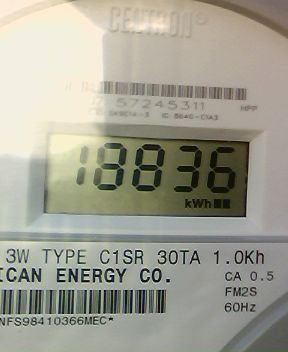 CENTRON®
57245311
HPP
18836
kWh
3W TYPE C1SR 30TA 1.0Kh
ICAN ENERGY CO. CA 0.5
FM2S
NFS98410366MEC* 60Hz